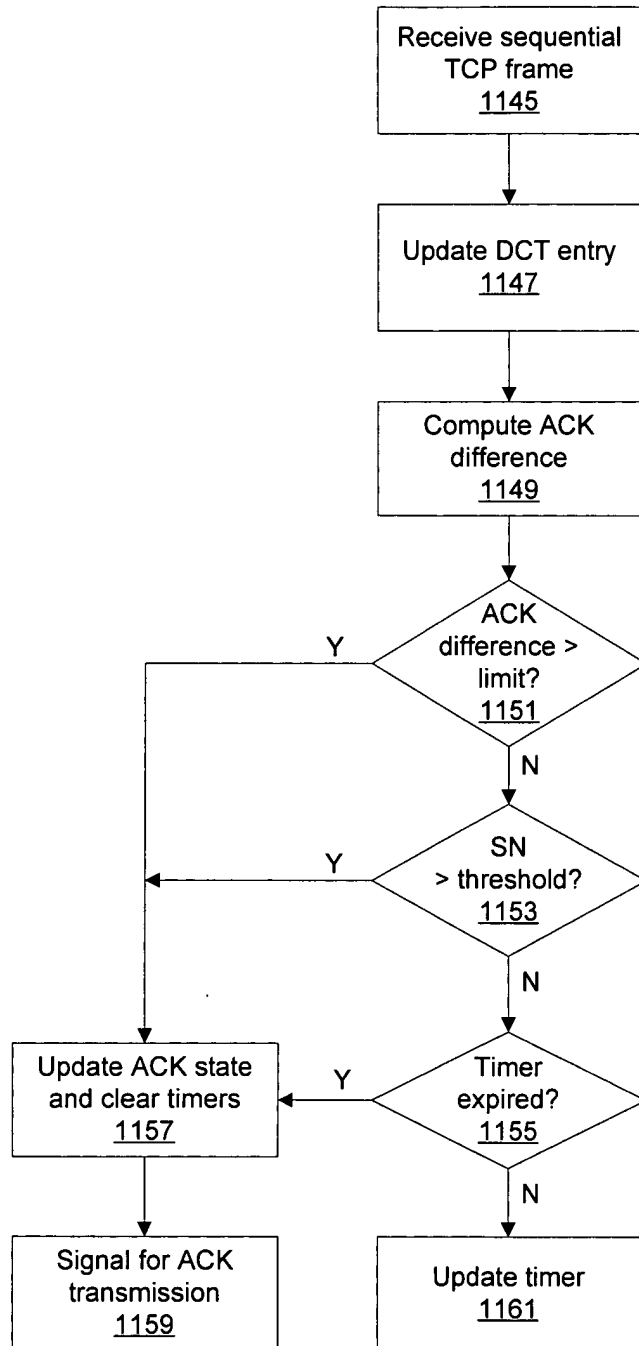 Receive sequential
TCP frame
1145
Update DCT entry
1147
Compute ACK
difference
1149
ACK
difference >
limit?
1151
Y
N
SN
> threshold?
1153
Y
N
Timer
expired?
1155
Y
N
Update ACK state
and clear timers
1157
Signal for ACK
transmission
1159
Update timer
1161